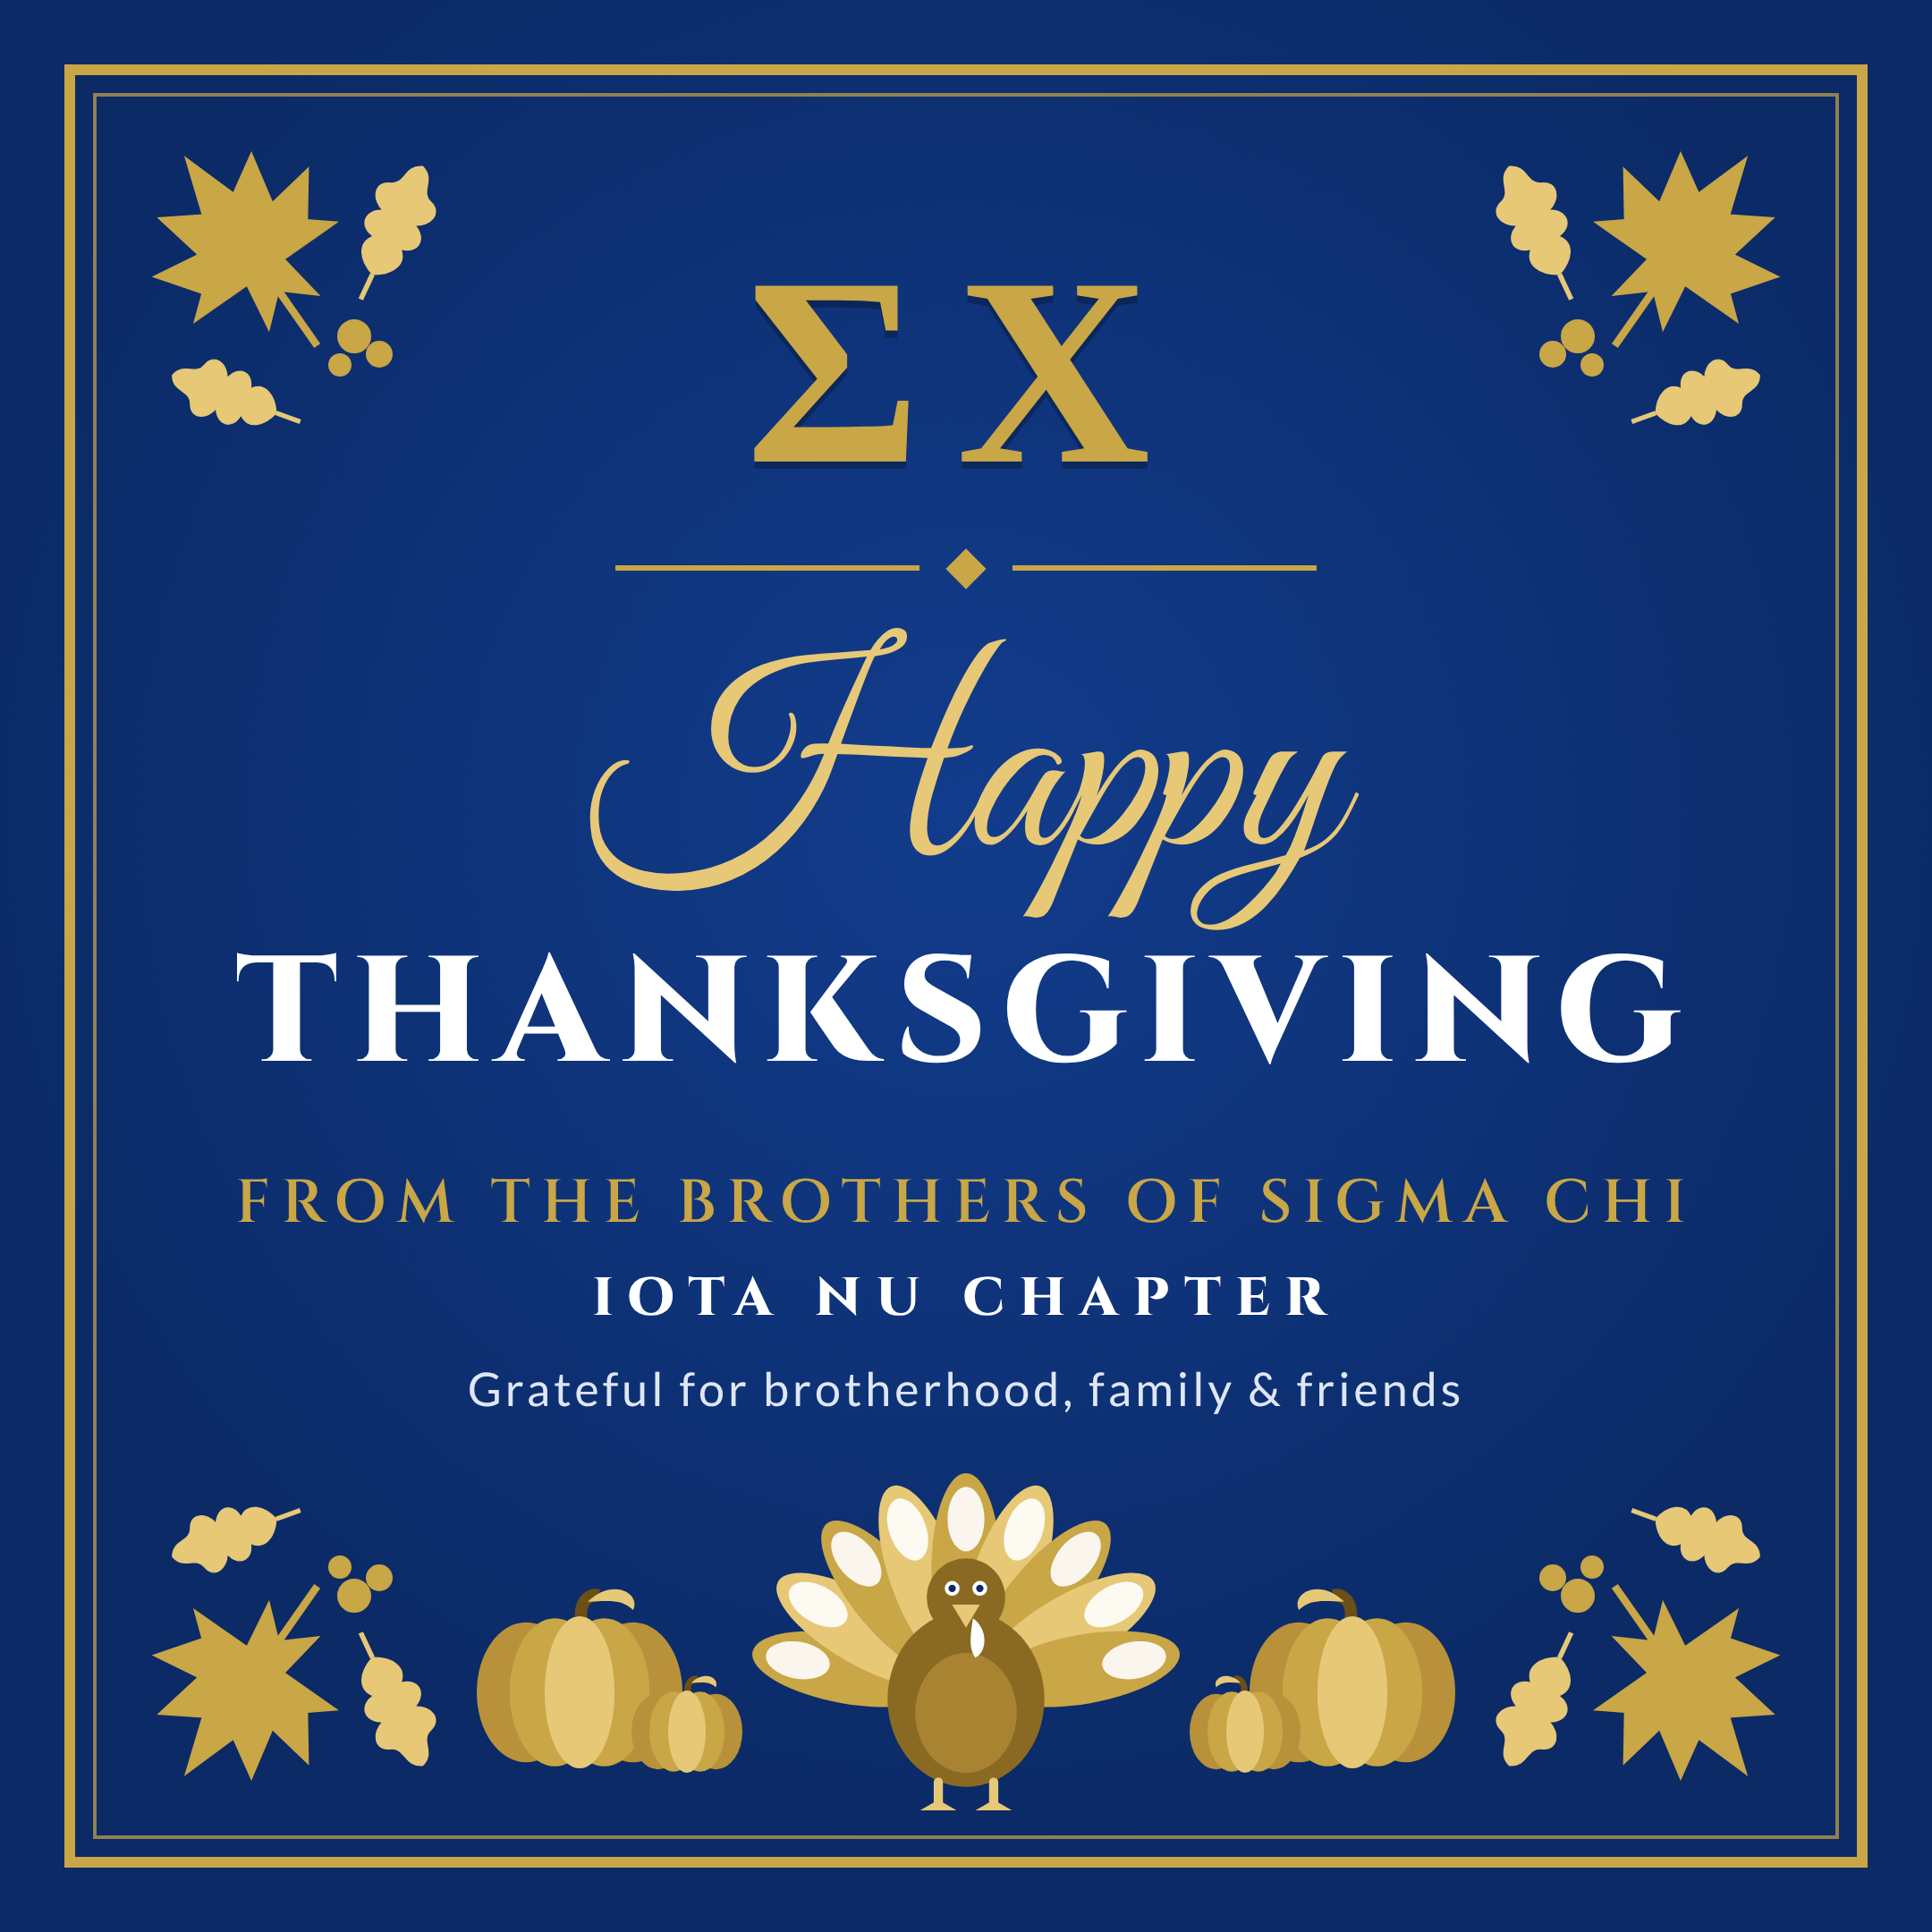 ΣΧ
Happy
THANKSGIVING
FROM THE BROTHERS OF SIGMA CHI
IOTA NU CHAPTER
Grateful for brotherhood, family & friends